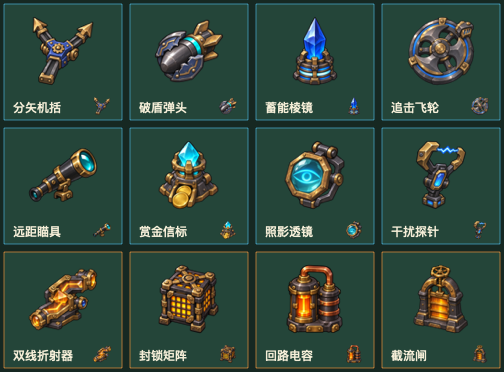 分矢机括
破盾弹头
蓄能棱镜
追击飞轮
远距瞄具
赏金信标
照影透镜
干扰探针
双线折射器
封锁矩阵
回路电容
截流闸